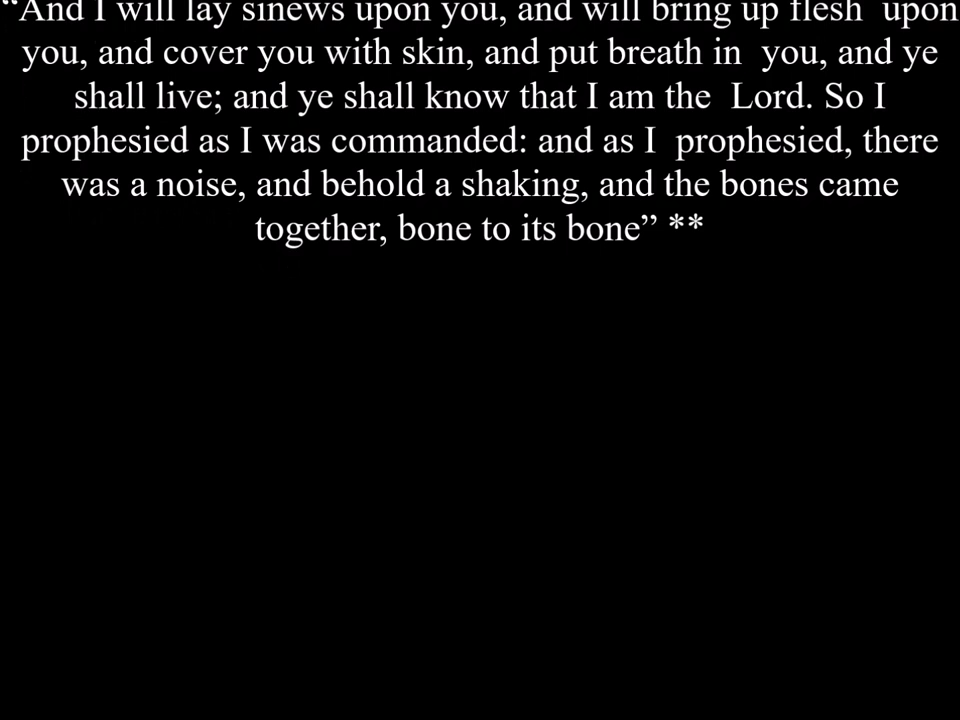 “And I will lay sinews upon you, and will bring up flesh  upon
you, and cover you with skin, and put breath in  you, and ye
shall live; and ye shall know that I am the  Lord. So I
prophesied as I was commanded: and as I  prophesied, there
was a noise, and behold a shaking, and the bones came
together, bone to its bone” **